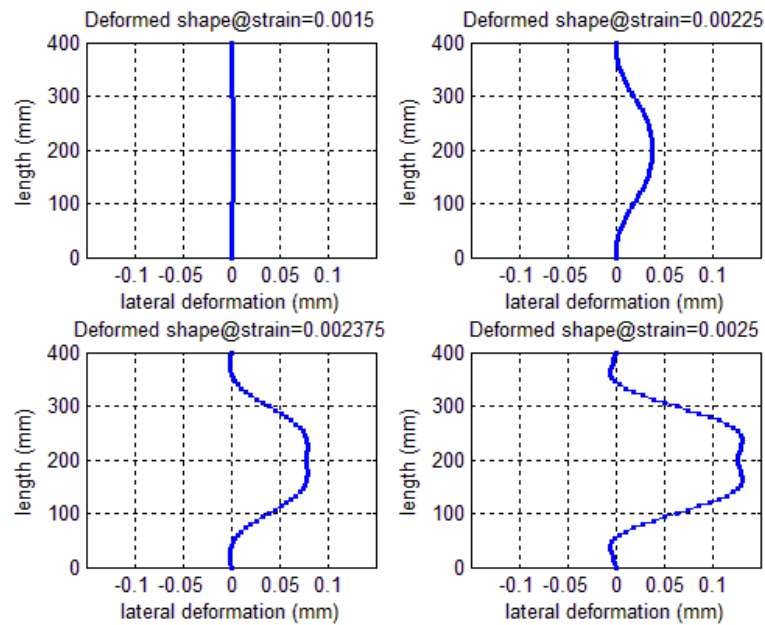 Deformed shape@strain=0.0015
400
300
200
100
0
length (mm)
-0.1 -0.05 0 0.05 0.1
lateral deformation (mm)
Deformed shape@strain=0.00225
400
300
200
100
0
length (mm)
-0.1 -0.05 0 0.05 0.1
lateral deformation (mm)
Deformed shape@strain=0.002375
400
300
200
100
0
length (mm)
-0.1 -0.05 0 0.05 0.1
lateral deformation (mm)
Deformed shape@strain=0.0025
400
300
200
100
0
length (mm)
-0.1 -0.05 0 0.05 0.1
lateral deformation (mm)